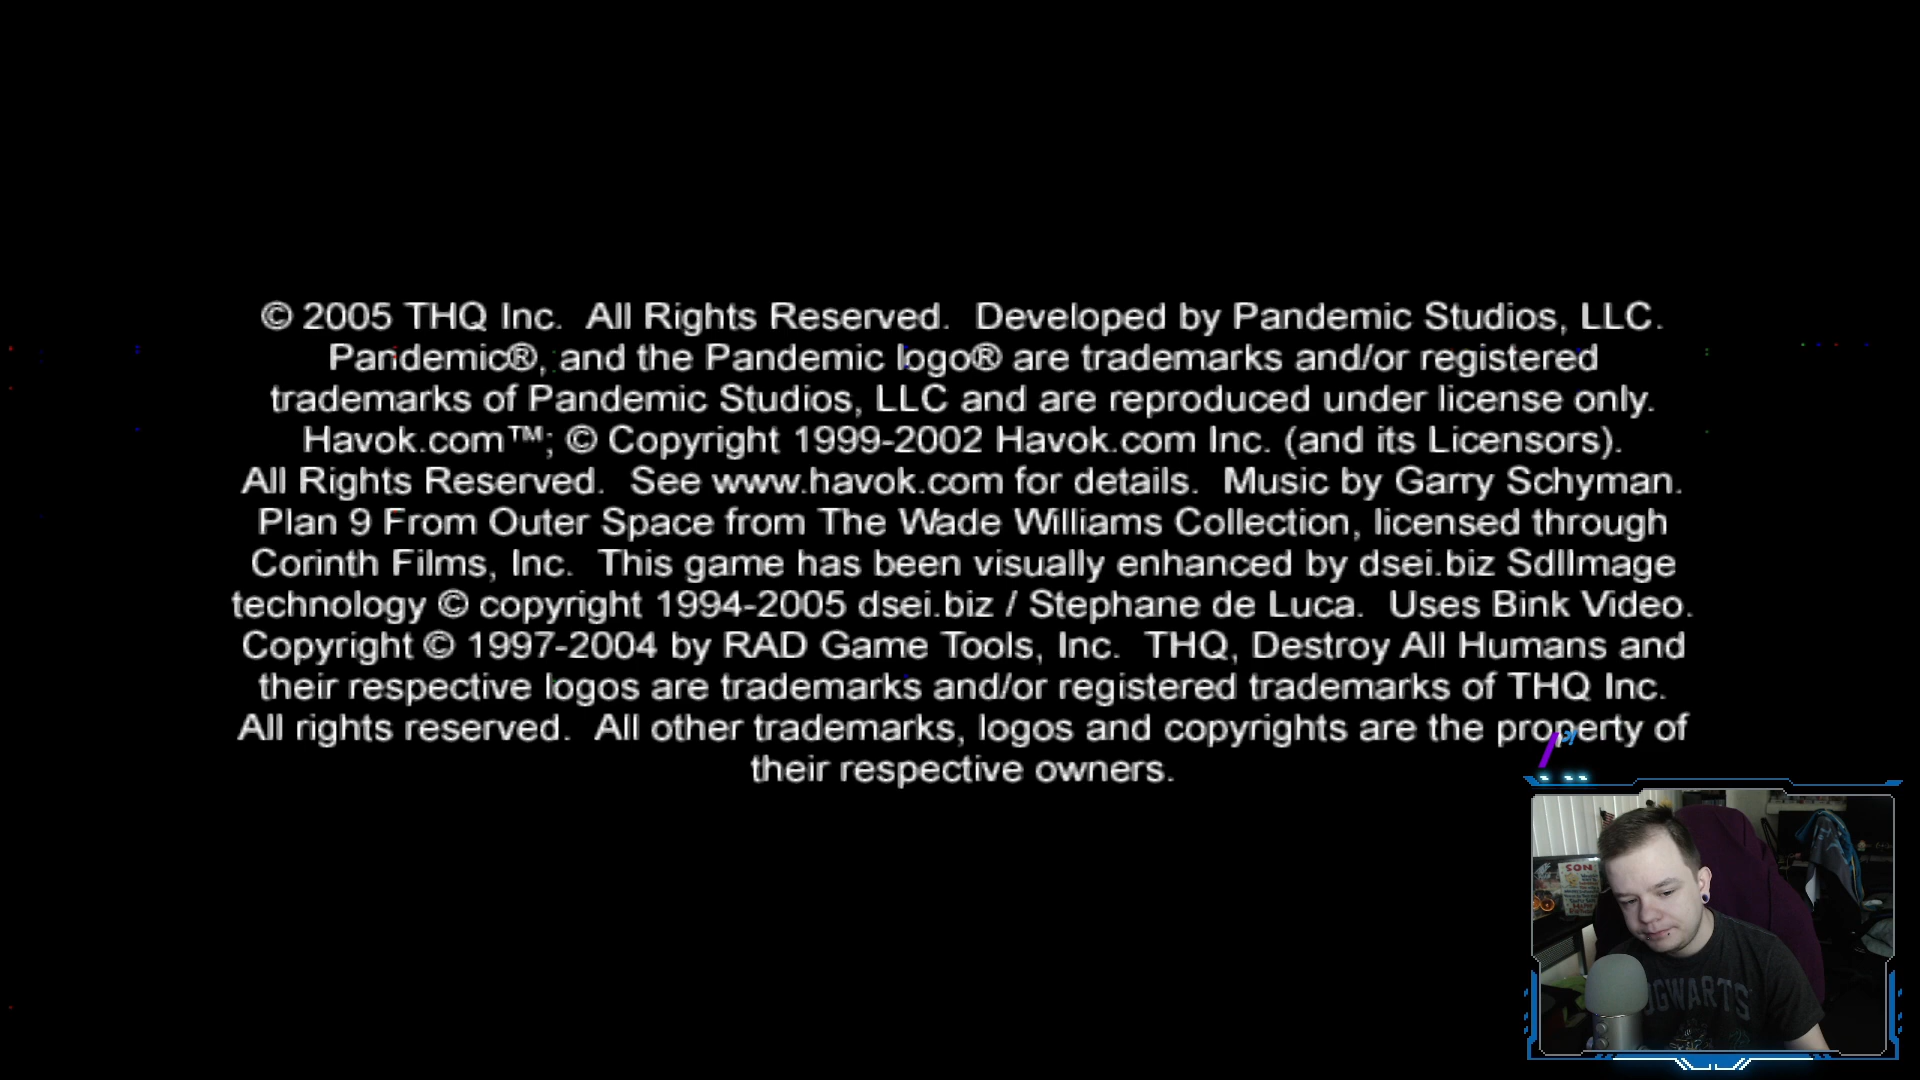 © 2005 THQ Inc.  All Rights Reserved.  Developed by Pandemic Studios, LLC.
Pandemic®, and the Pandemic logo® are trademarks and/or registered
trademarks of Pandemic Studios, LLC and are reproduced under license only.
Havok.com™; © Copyright 1999-2002 Havok.com Inc. (and its Licensors).
All Rights Reserved.  See www.havok.com for details.  Music by Garry Schyman.
Plan 9 From Outer Space from The Wade Williams Collection, licensed through
Corinth Films, Inc.  This game has been visually enhanced by dsei.biz SdlImage
technology © copyright 1994-2005 dsei.biz / Stephane de Luca.  Uses Bink Video.
Copyright © 1997-2004 by RAD Game Tools, Inc.  THQ, Destroy All Humans and
their respective logos are trademarks and/or registered trademarks of THQ Inc.
All rights reserved.  All other trademarks, logos and copyrights are the property of
their respective owners.
SON
OGWARTS